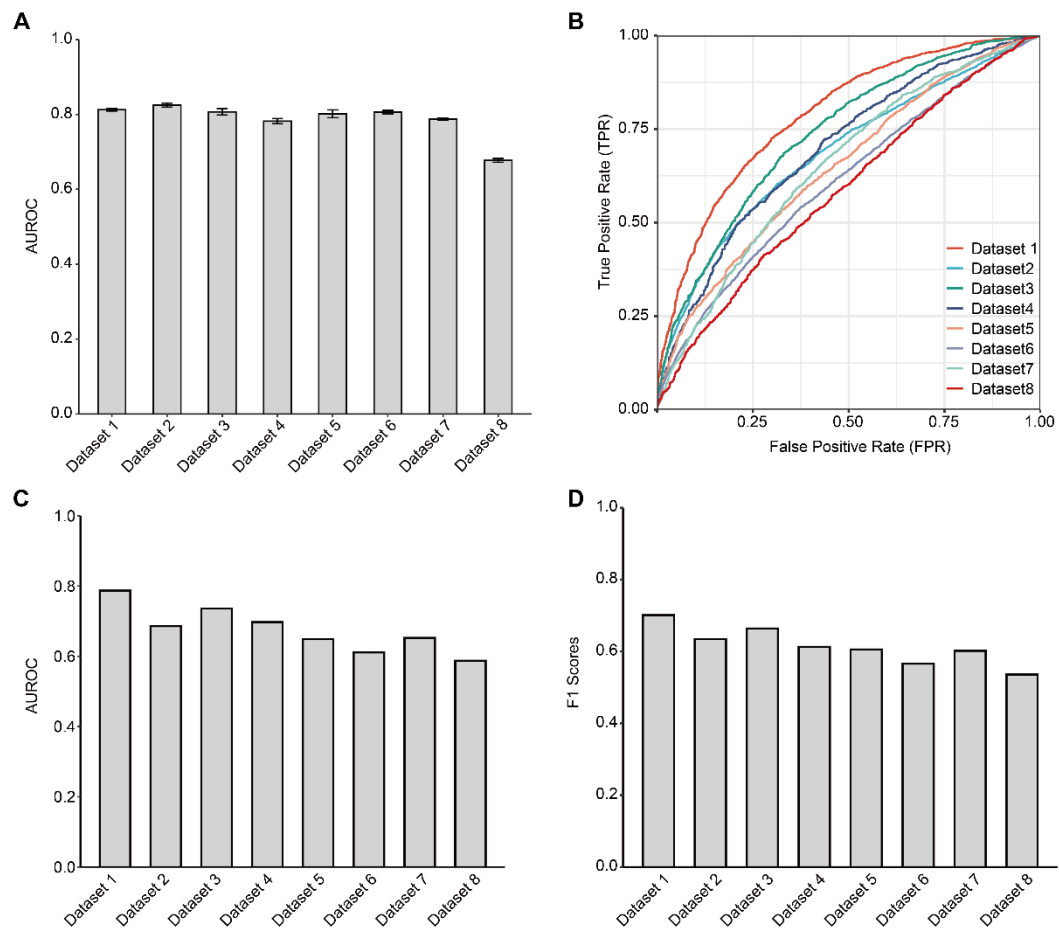 A
AUROC
1.0
0.8
0.6
0.4
0.2
0.0
Dataset 1
Dataset 2
Dataset 3
Dataset 4
Dataset 5
Dataset 6
Dataset 7
Dataset 8
B
True Positive Rate (TPR)
1.00
0.75
0.50
0.25
0.00
0.25
0.50
0.75
1.00
False Positive Rate (FPR)
Dataset 1
Dataset2
Dataset3
Dataset4
Dataset5
Dataset6
Dataset7
Dataset8
C
AUROC
1.0
0.8
0.6
0.4
0.2
0.0
Dataset 1
Dataset 2
Dataset 3
Dataset 4
Dataset 5
Dataset 6
Dataset 7
Dataset 8
D
F1 Scores
1.0
0.8
0.6
0.4
0.2
0.0
Dataset 1
Dataset 2
Dataset 3
Dataset 4
Dataset 5
Dataset 6
Dataset 7
Dataset 8